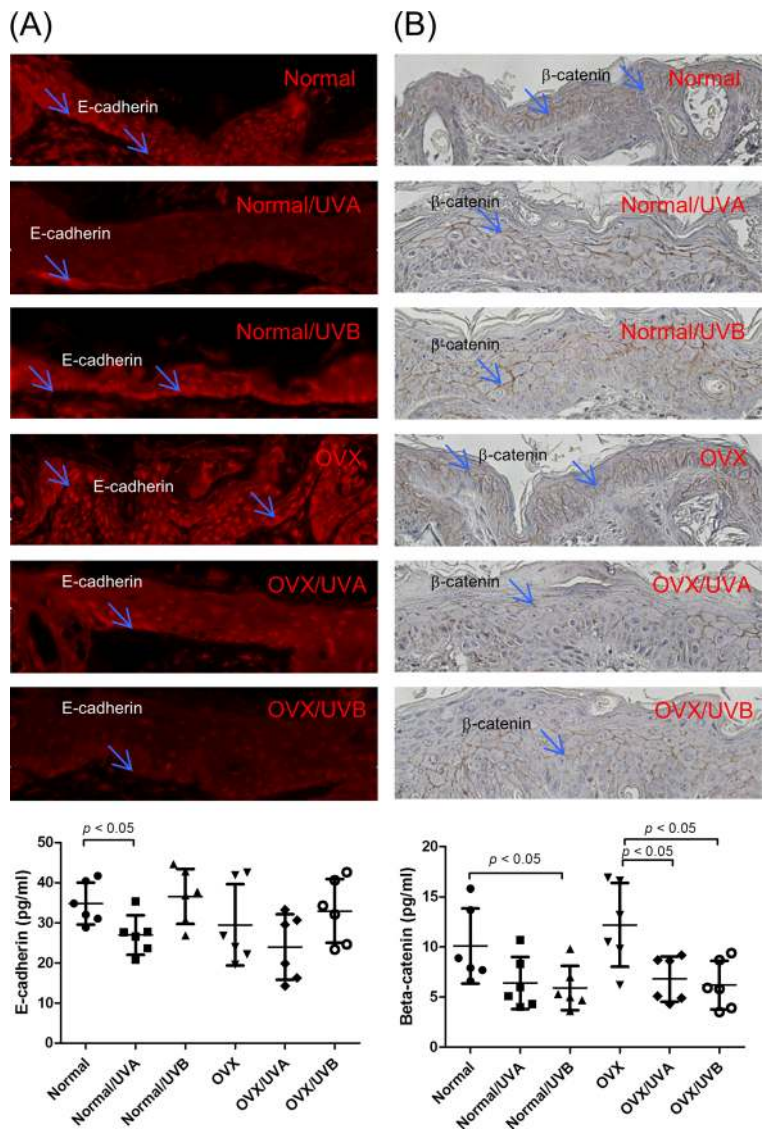 (A)
(B)
Normal
E-cadherin
β-catenin
Normal
Normal/UVA
E-cadherin
β-catenin
Normal/UVA
Normal/UVB
E-cadherin
Normal/UVB
β-catenin
OVX
E-cadherin
β-catenin
OVX
E-cadherin
OVX/UVA
β-catenin
OVX/UVA
E-cadherin
OVX/UVB
β-catenin
OVX/UVB
p < 0.05
50
40
30
20
10
0
E-cadherin (pg/ml)
Normal
Normal/UVA
Normal/UVB
OVX
OVX/UVA
OVX/UVB
p < 0.05
p < 0.05
p < 0.05
20
15
10
5
0
Beta-catenin (pg/ml)
Normal
Normal/UVA
Normal/UVB
OVX
OVX/UVA
OVX/UVB